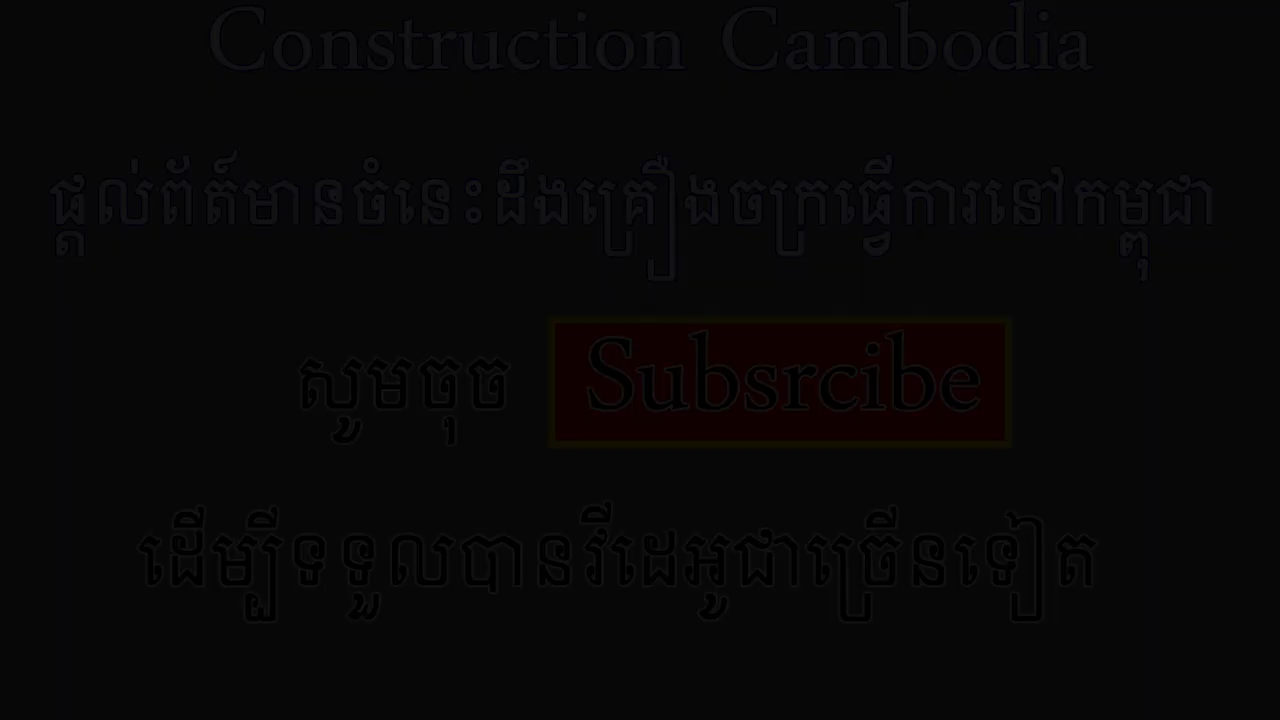 Construction Cambodia
ផ្តល់ព័ត៍មានចំនេះដឹងគ្រឿងចក្រធ្វើការនៅកម្ពុជា
សូមចុច Subsrcibe
ដើម្បីទទួលបានវីដេអូជាច្រើនទៀត